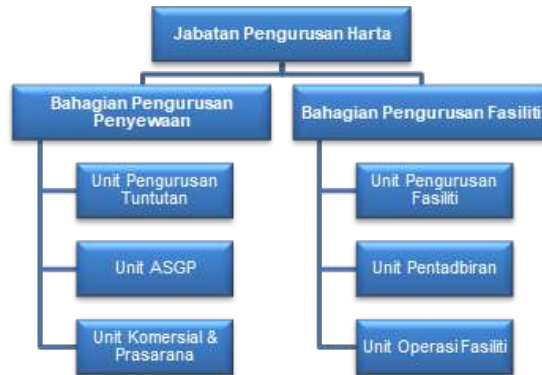 Jabatan Pengurusan Harta
Bahagian Pengurusan
Penyewaan
Bahagian Pengurusan Fasiliti
Unit Pengurusan
Tuntutan
Unit Pengurusan
Fasiliti
Unit ASGP
Unit Pentadbiran
Unit Komersial &
Prasarana
Unit Operasi Fasiliti